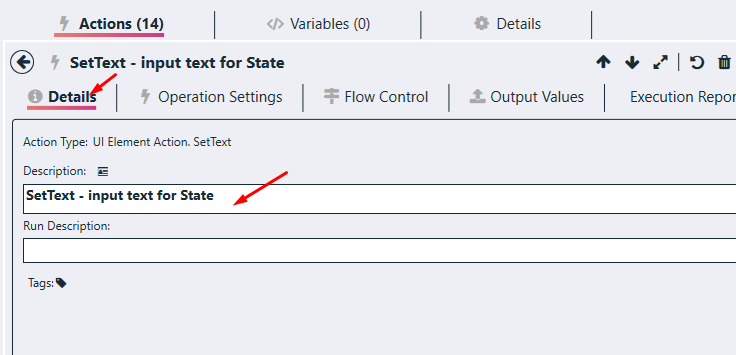 Actions (14) Variables (0) Details
SetText - input text for State
Details Operation Settings Flow Control Output Values Execution Repor
Action Type: UI Element Action. SetText
Description:
SetText - input text for State
Run Description:
Tags: